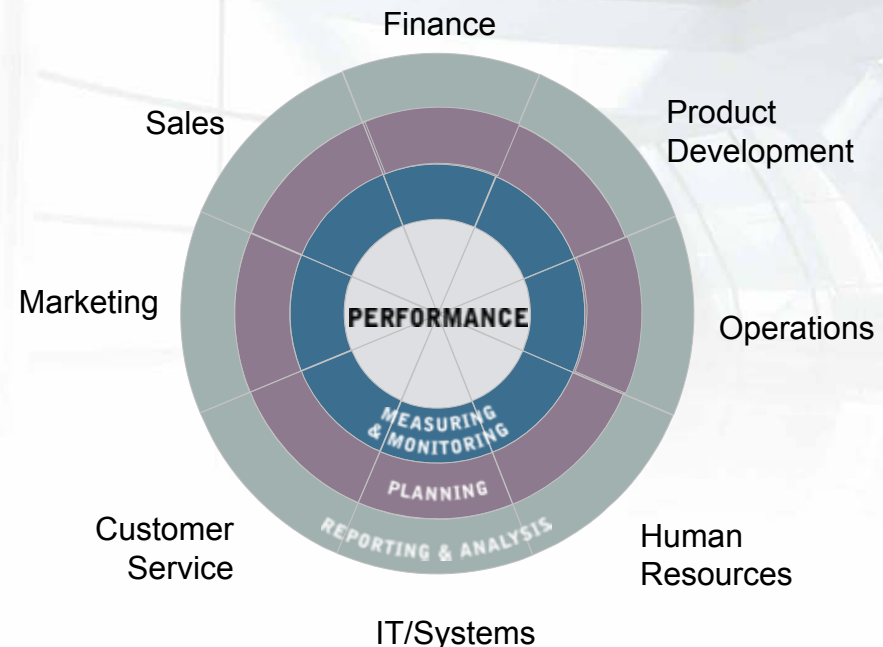 Finance
Sales
Product
Development
Marketing
PERFORMANCE
Operations
MEASURING
& MONITORING
PLANNING
REPORTING & ANALYSIS
Customer
Service
Human
Resources
IT/Systems